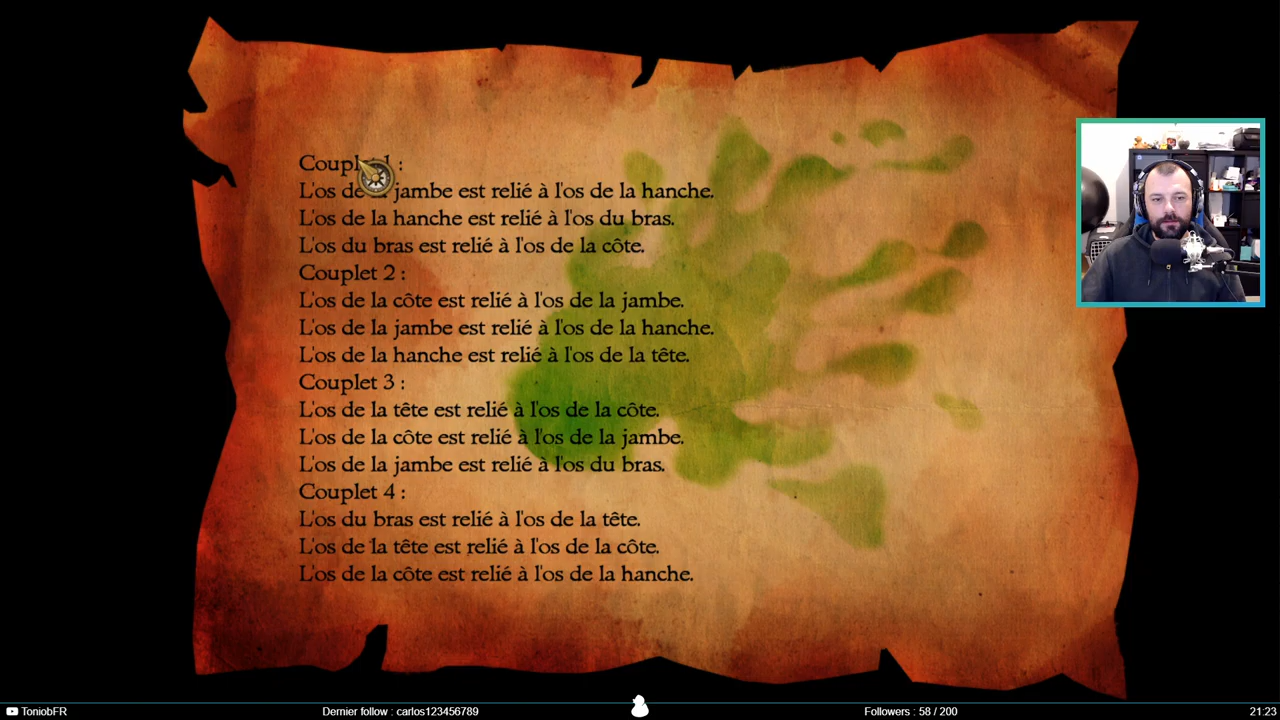 Coupl 1 :
L'os de jambe est relié à l'os de la hanche.
L'os de la hanche est relié à l'os du bras.
L'os du bras est relié à l'os de la côte.
Couplet 2 :
L'os de la côte est relié à l'os de la jambe.
L'os de la jambe est relié à l'os de la hanche.
L'os de la hanche est relié à l'os de la tête.
Couplet 3 :
L'os de la tête est relié à l'os de la côte.
L'os de la côte est relié à l'os de la jambe.
L'os de la jambe est relié à l'os du bras.
Couplet 4 :
L'os du bras est relié à l'os de la tête.
L'os de la tête est relié à l'os de la côte.
L'os de la côte est relié à l'os de la hanche.
ToniobFR
Dernier follow : carlos123456789
Followers : 58 / 200
21:23